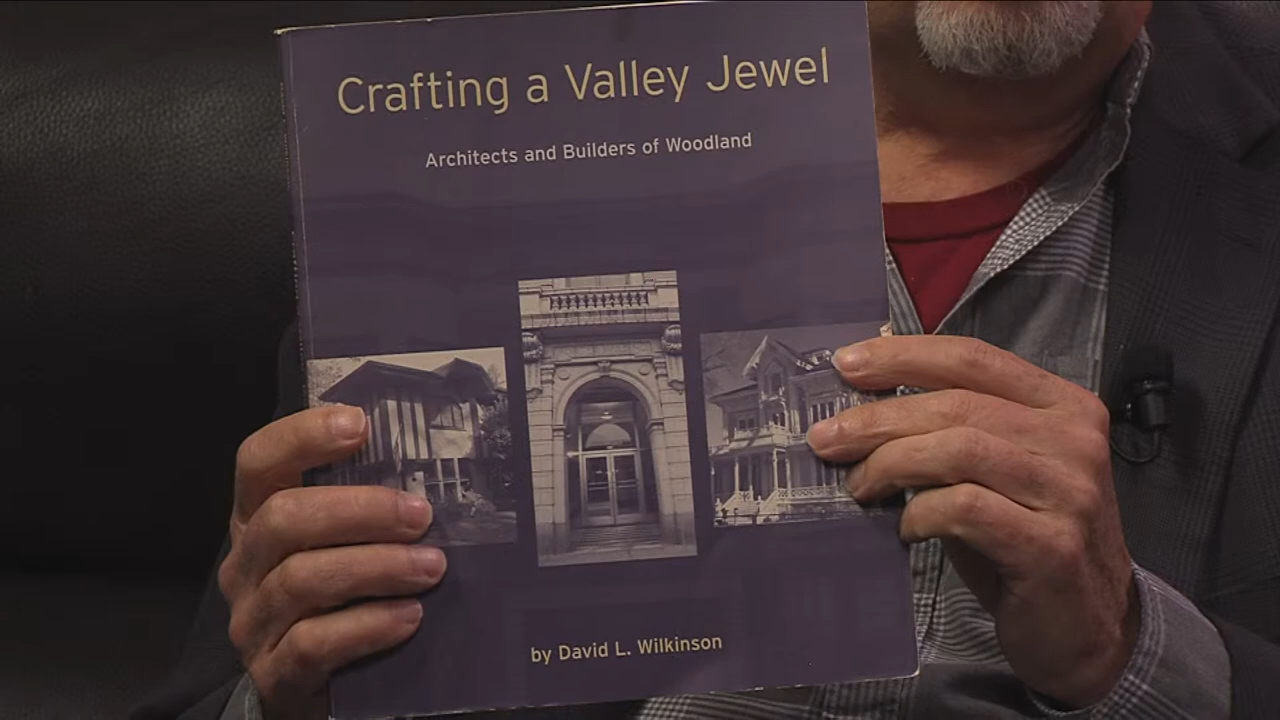 Crafting a Valley Jewel
Architects and Builders of Woodland
by David L. Wilkinson